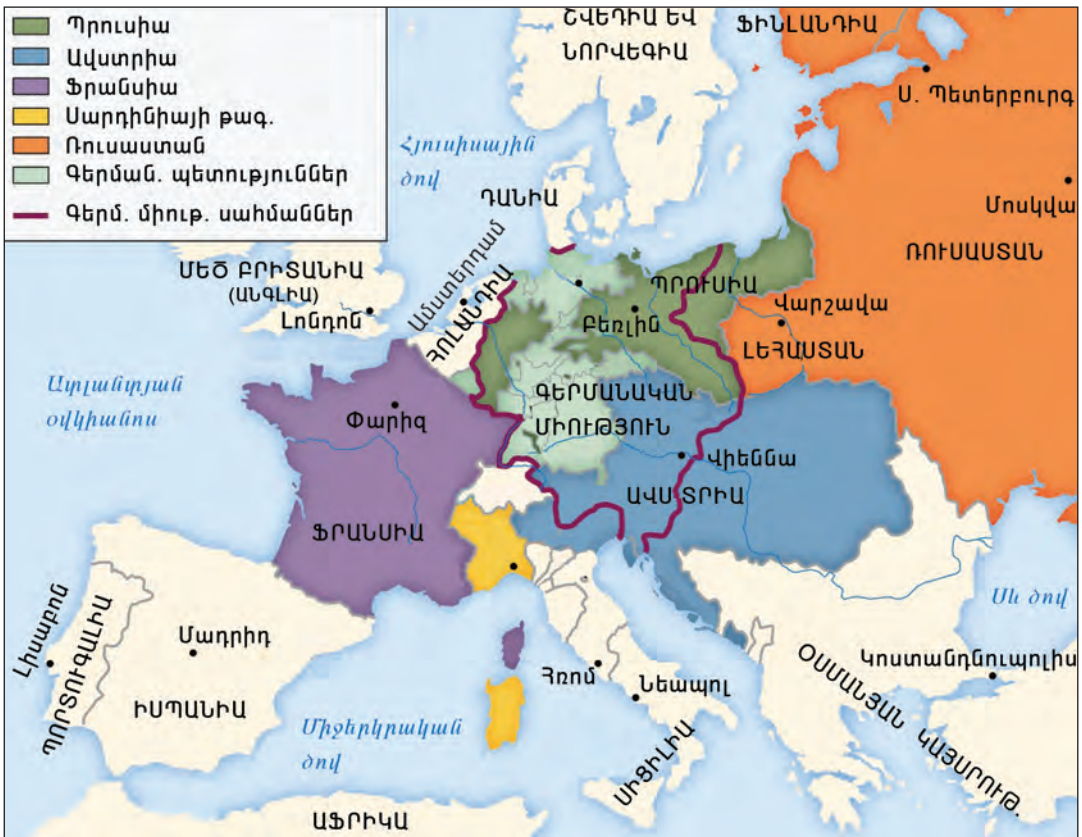 Պրուսիա
Ավստրիա
Ֆրանսիա
Սարդինիայի թագ.
Ռուսաստան
Գերման. պետություններ
Գերմ. միութ. սահմաններ
ՇՎԵԴԻԱ ԵՎ
ՆՈՐՎԵԳԻԱ
ՖԻՆԼԱՆԴԻԱ
Ս. Պետերբուրգ
Հյուսիսային
ծով
ԴԱՆԻԱ
Մոսկվա
ՌՈՒՍԱՍՏԱՆ
ՄԵԾ ԲՐԻՏԱՆԻԱ
(ԱՆԳԼԻԱ)
Լոնդոն
Ամստերդամ
ՀՈԼԱՆԴԻԱ
ՊՐՈՒՍԻԱ
Բեռլին
Վարշավա
ԼԵՀԱՍՏԱՆ
Ատլանտյան
օվկիանոս
Փարիզ
ԳԵՐՄԱՆԱԿԱՆ
ՄԻՈՒԹՅՈՒՆ
Վիեննա
ԱՎՍՏՐԻԱ
ՖՐԱՆՍԻԱ
Սև ծով
Լիսաբոն
ՊՈՐՏՈՒԳԱԼԻԱ
Մադրիդ
ԻՍՊԱՆԻԱ
Հռոմ
Նեապոլ
Կոստանդնուպոլիս
ՕՍՄԱՆՅԱՆ ԿԱՅՍՐՈՒԹ.
Միջերկրական
ծով
ՍԻՑԻԼԻԱ
ԱՖՐԻԿԱ